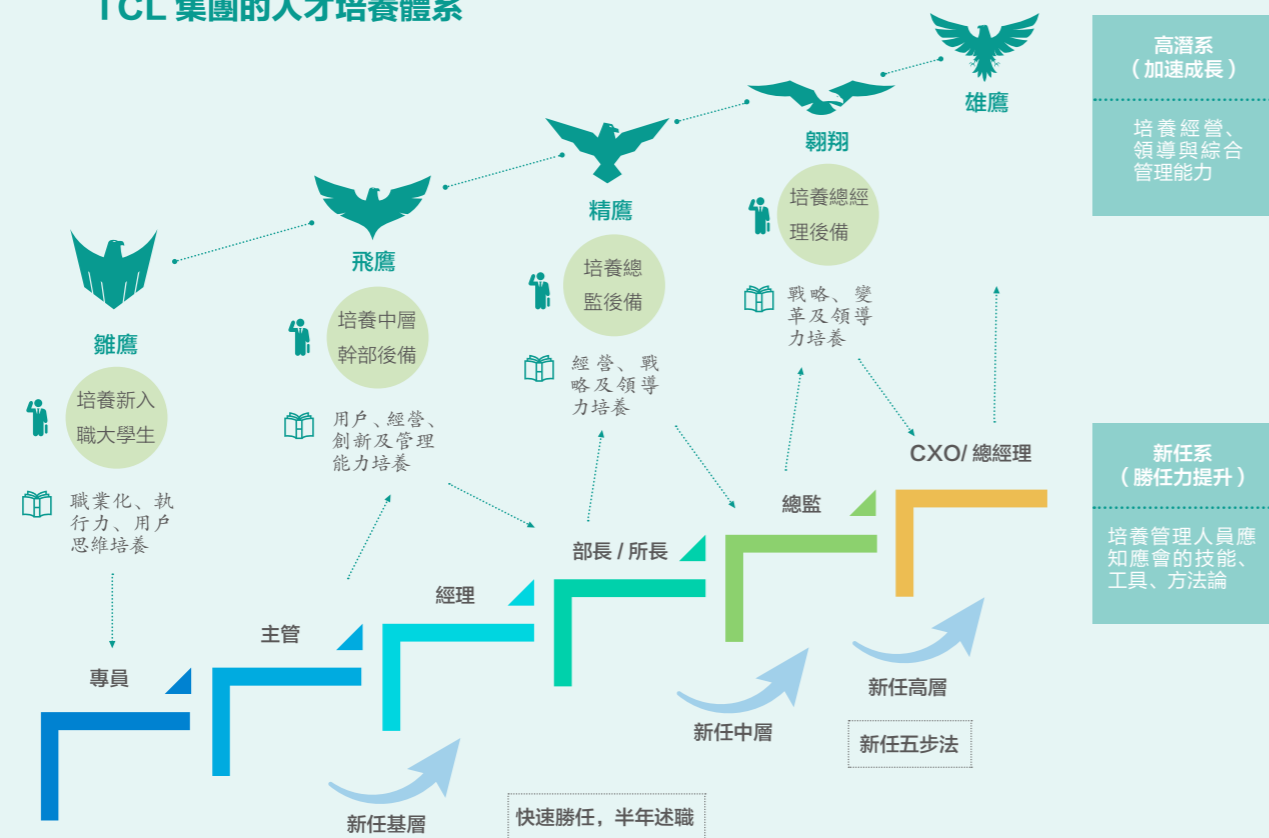 TCL 集團的人才培養體系
高潛系
（加速成長）
培養經營、
領導與綜合
管理能力
雄鷹
翱翔
培養總經
理後備
戰略、變
革及領導
力培養
精鷹
培養總
監後備
經營、戰
略及領導
力培養
飛鷹
培養中層
幹部後備
用户、經營、
創新及管理
能力培養
雛鷹
培養新入
職大學生
職業化、執
行力、用户
思維培養
新任系
（勝任力提升）
培養管理人員應
知應會的技能、
工具、方法論
CXO/ 總經理
總監
部長 / 所長
經理
主管
專員
新任高層
新任五步法
新任中層
快速勝任，半年述職
新任基層